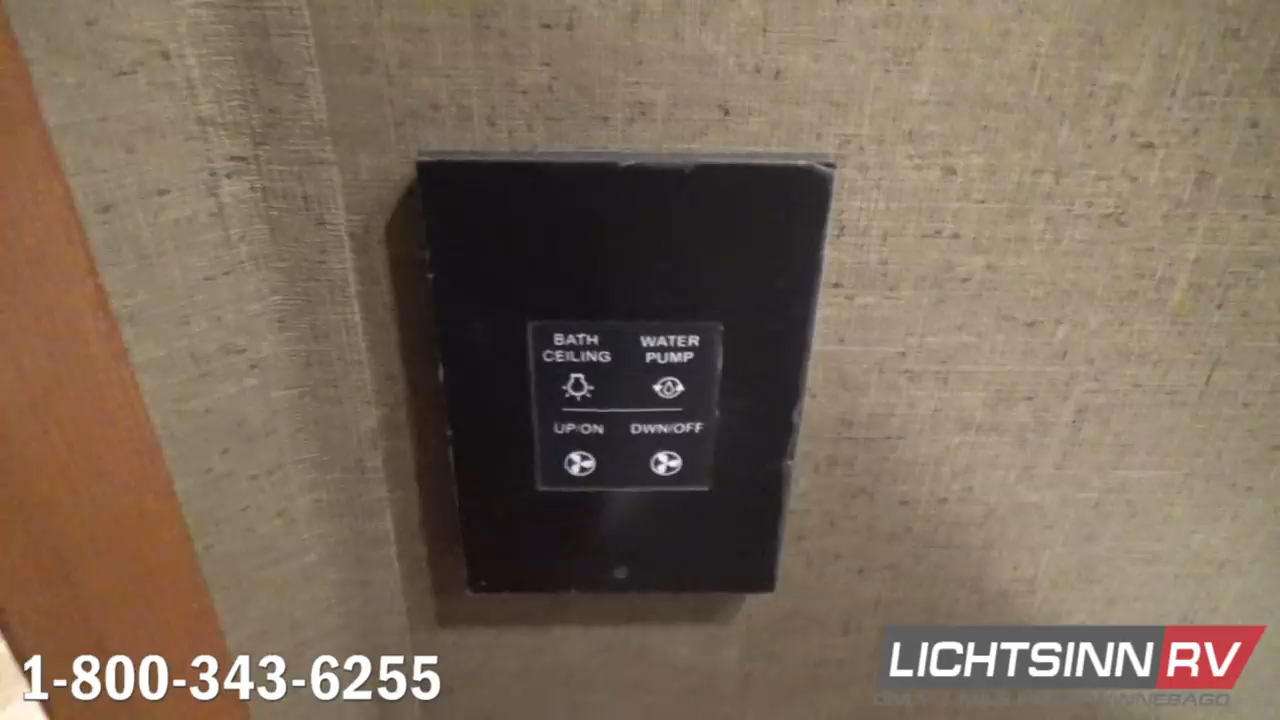 BATH CEILING
WATER PUMP
UP/ON DWN/OFF
1-800-343-6255
LICHTSINN RV